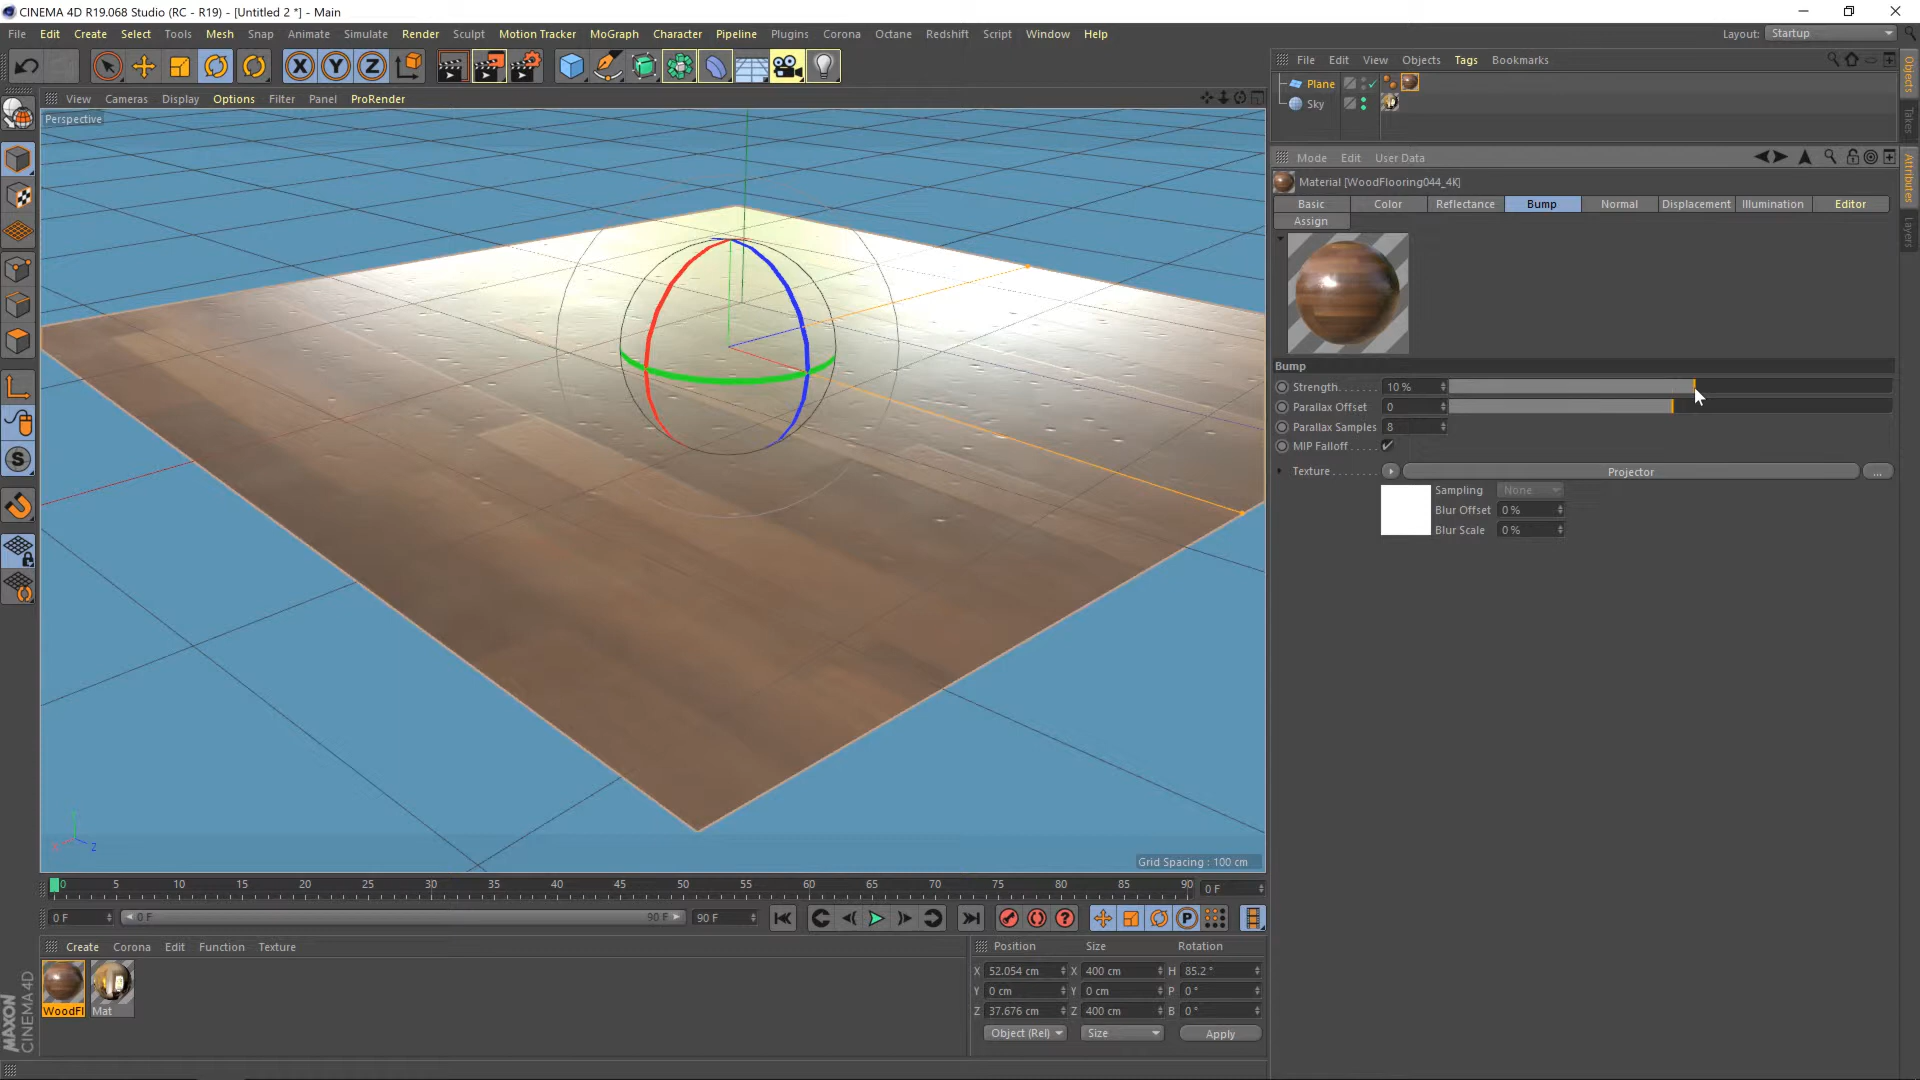 CINEMA 4D R19.068 Studio (RC - R19) - [Untitled 2 *] - Main
File Edit Create Select Tools Mesh Snap Animate Simulate Render Sculpt Motion Tracker MoGraph Character Pipeline Plugins Corona Octane Redshift Script Window Help Layout: Startup
X Y Z
File Edit View Objects Tags Bookmarks
Plane
Sky
Objects
Takes
View Cameras Display Options Filter Panel ProRender
Perspective
Mode Edit User Data
Attributes
Layers
Material [WoodFlooring044_4K]
Basic Color Reflectance Bump Normal Displacement Illumination Editor
Assign
Bump
Strength. . . . . . . 10 %
Parallax Offset 0
Parallax Samples 8
MIP Falloff. . . . .
Texture . . . . . . . . Projector ...
Sampling None
Blur Offset 0 %
Blur Scale 0 %
S
Y
X Z
Grid Spacing : 100 cm
0 5 10 15 20 25 30 35 40 45 50 55 60 65 70 75 80 85 90 0 F
0 F 0 F 90 F 90 F ? P
Create Corona Edit Function Texture
WoodFl Mat
Position Size Rotation
X 52.054 cm X 400 cm H 85.2 °
Y 0 cm Y 0 cm P 0 °
Z 37.676 cm Z 400 cm B 0 °
Object (Rel) Size Apply
MAXON
CINEMA 4D